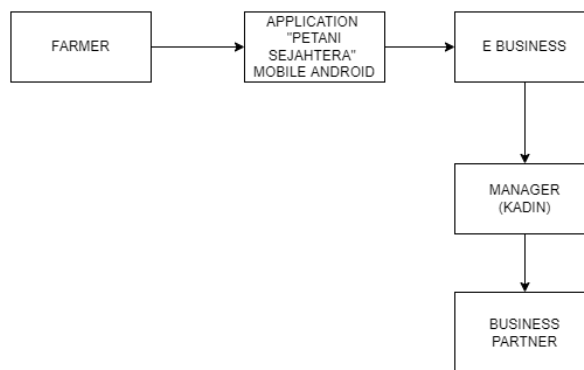 FARMER
APPLICATION
"PETANI
SEJAHTERA"
MOBILE ANDROID
E BUSINESS
MANAGER
(KADIN)
BUSINESS
PARTNER